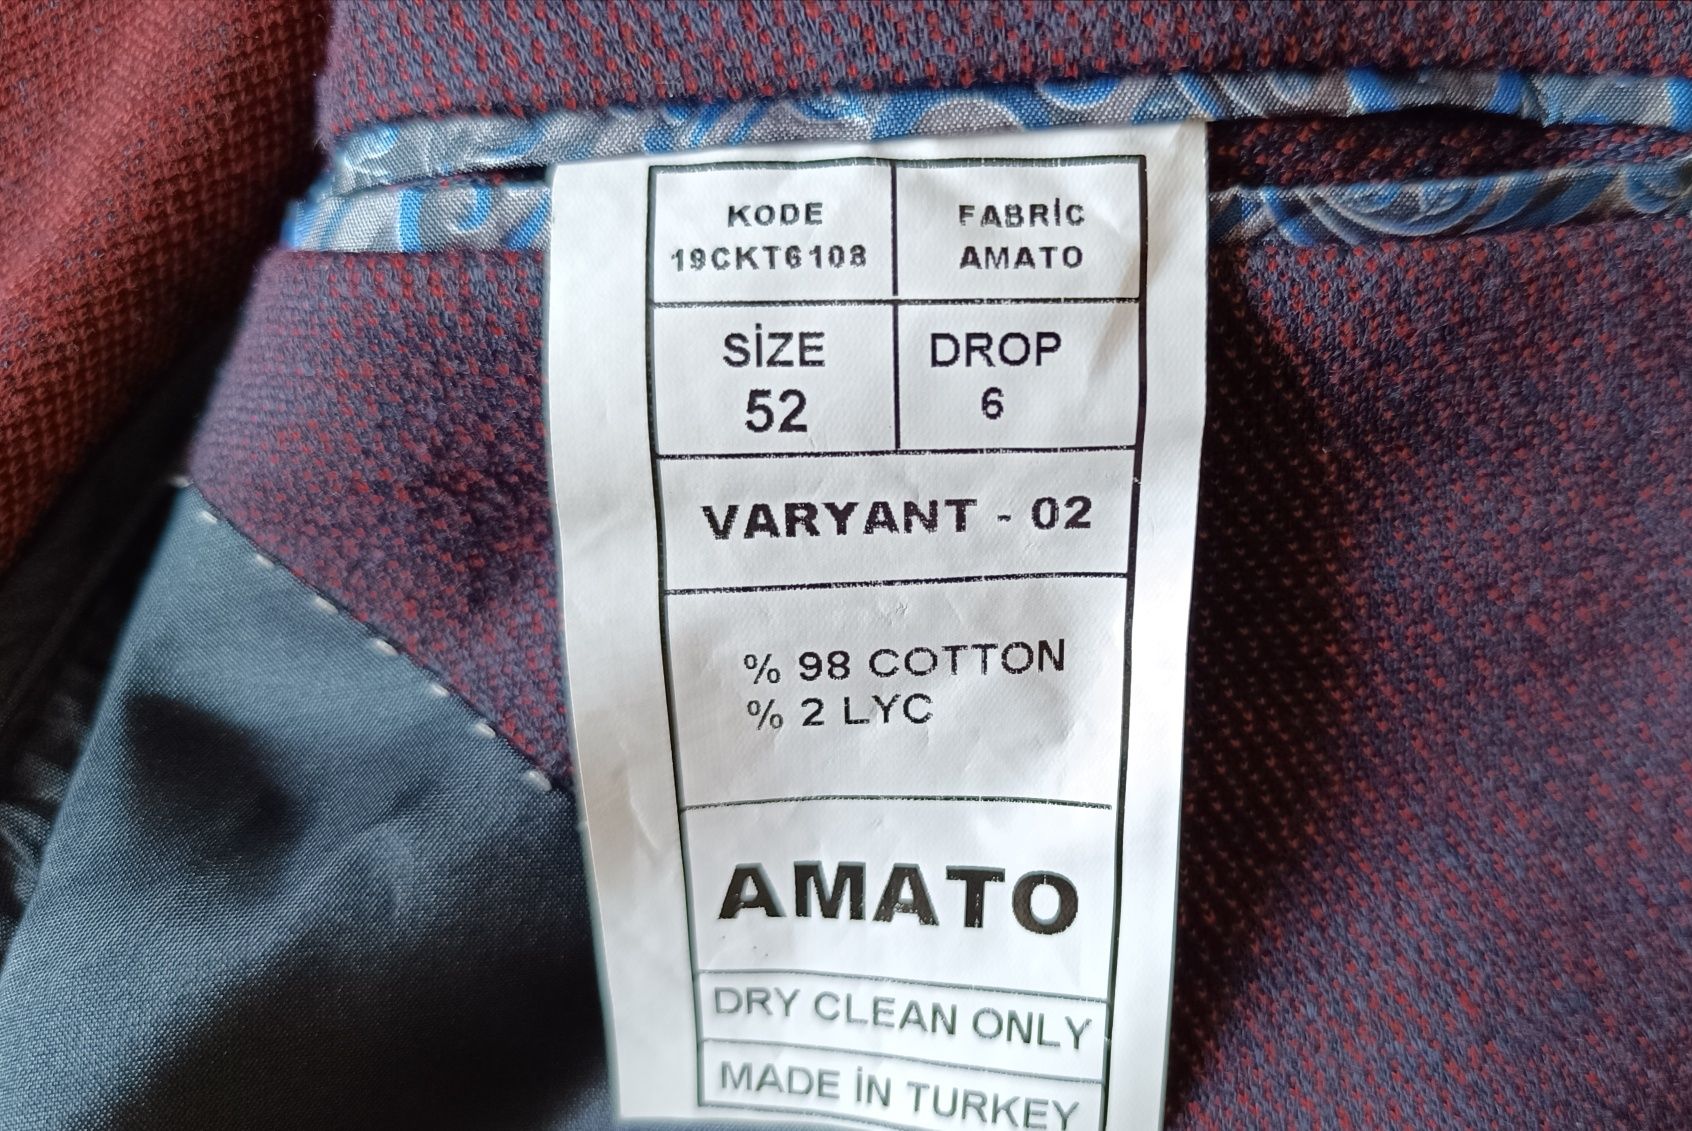 KODE
19CKT6108
FABRİC
AMATO
SİZE
52
DROP
6
VARYANT - 02
% 98 COTTON
% 2 LYC
AMATO
DRY CLEAN ONLY
MADE İN TURKEY